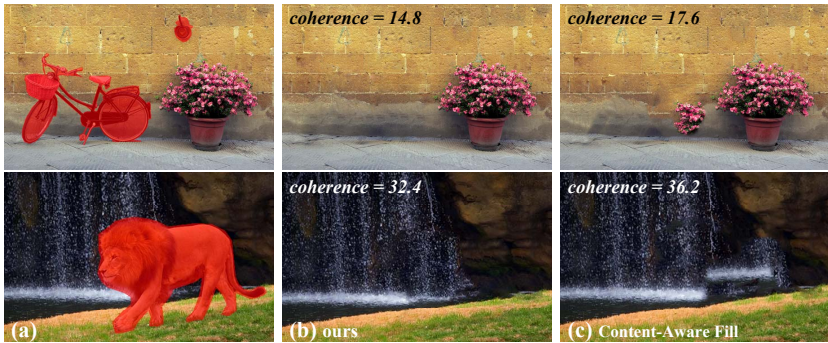 coherence = 14.8
coherence = 17.6
coherence = 32.4
coherence = 36.2
(a)
(b) ours
(c) Content-Aware Fill